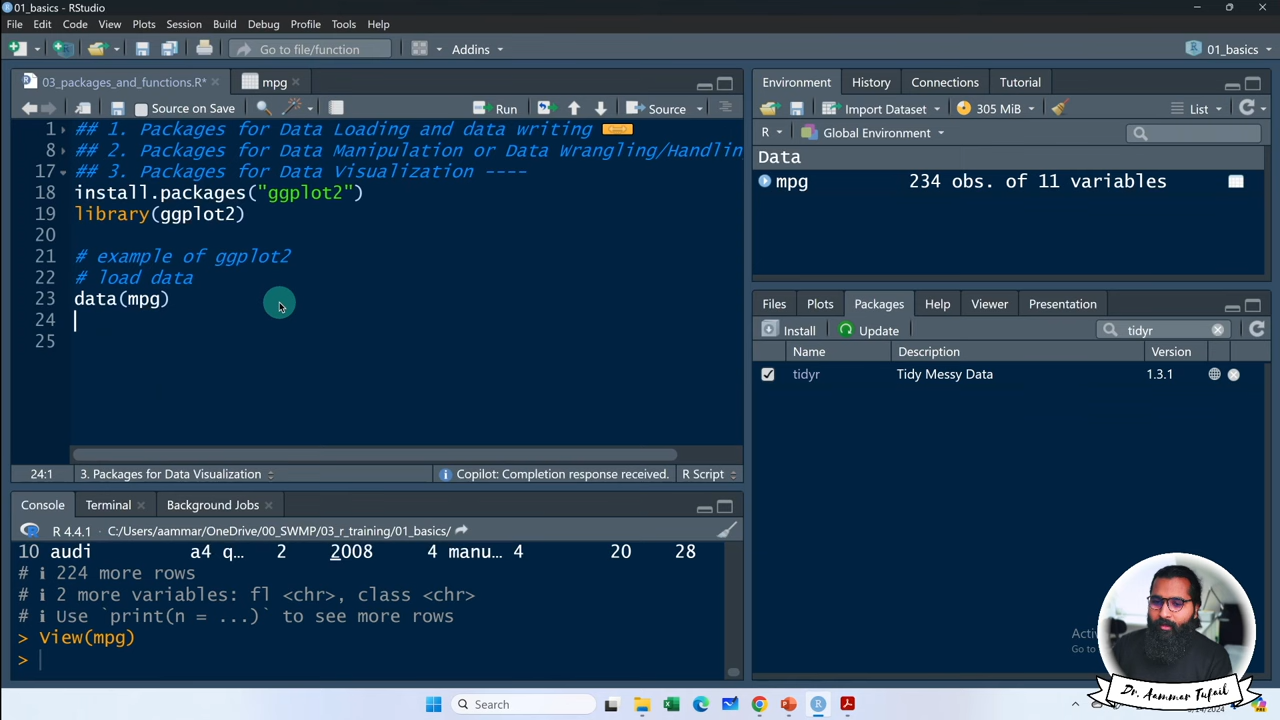 01_basics - RStudio
File Edit Code View Plots Session Build Debug Profile Tools Help
Go to file/function Addins 01_basics
03_packages_and_functions.R* mpg
Source on Save Run Source
1 ## 1. Packages for Data Loading and data writing
8 ## 2. Packages for Data Manipulation or Data Wrangling/Handlin
17 ## 3. Packages for Data Visualization ----
18 install.packages("ggplot2")
19 library(ggplot2)
20
21 # example of ggplot2
22 # load data
23 data(mpg)
24
25
24:1 3. Packages for Data Visualization Copilot: Completion response received. R Script
Console Terminal Background Jobs
R 4.4.1 · C:/Users/aammar/OneDrive/00_SWMP/03_r_training/01_basics/
10 audi a4 q… 2 2008 4 manu… 4 20 28
# ℹ 224 more rows
# ℹ 2 more variables: fl <chr>, class <chr>
# ℹ Use `print(n = ...)` to see more rows
> View(mpg)
>
Environment History Connections Tutorial
Import Dataset 305 MiB List
R Global Environment
Data
mpg 234 obs. of 11 variables
Files Plots Packages Help Viewer Presentation
Install Update tidyr
Name Description Version
tidyr Tidy Messy Data 1.3.1
Dr. Aammar Tufail
Search